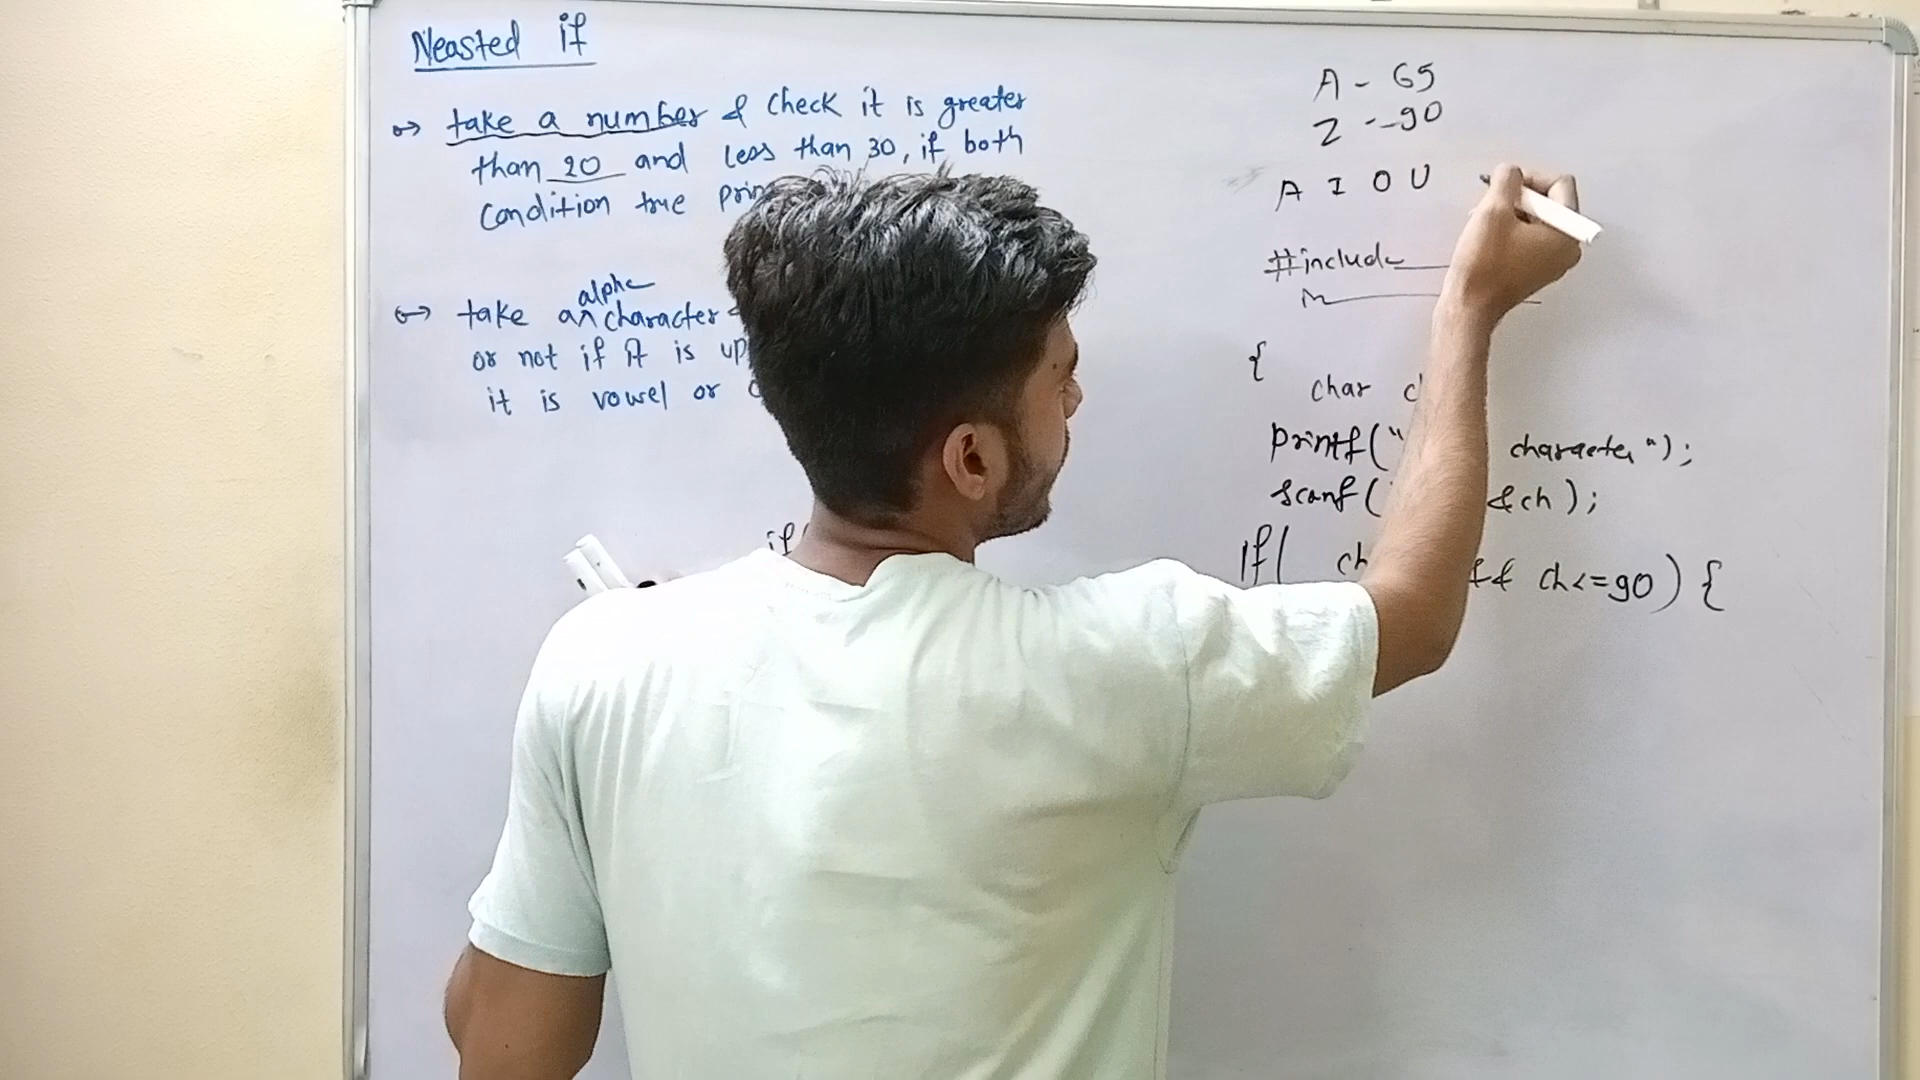 Neasted if
take a number & check it is greater
than 20 and less than 30, if both
condition true
alpha
take an character
or not if it is up
it is vowel or
if
A - 65
Z - 90
A I O U
#include
{
char
printf(" character");
scanf( &ch );
if( ch && ch<=90) {